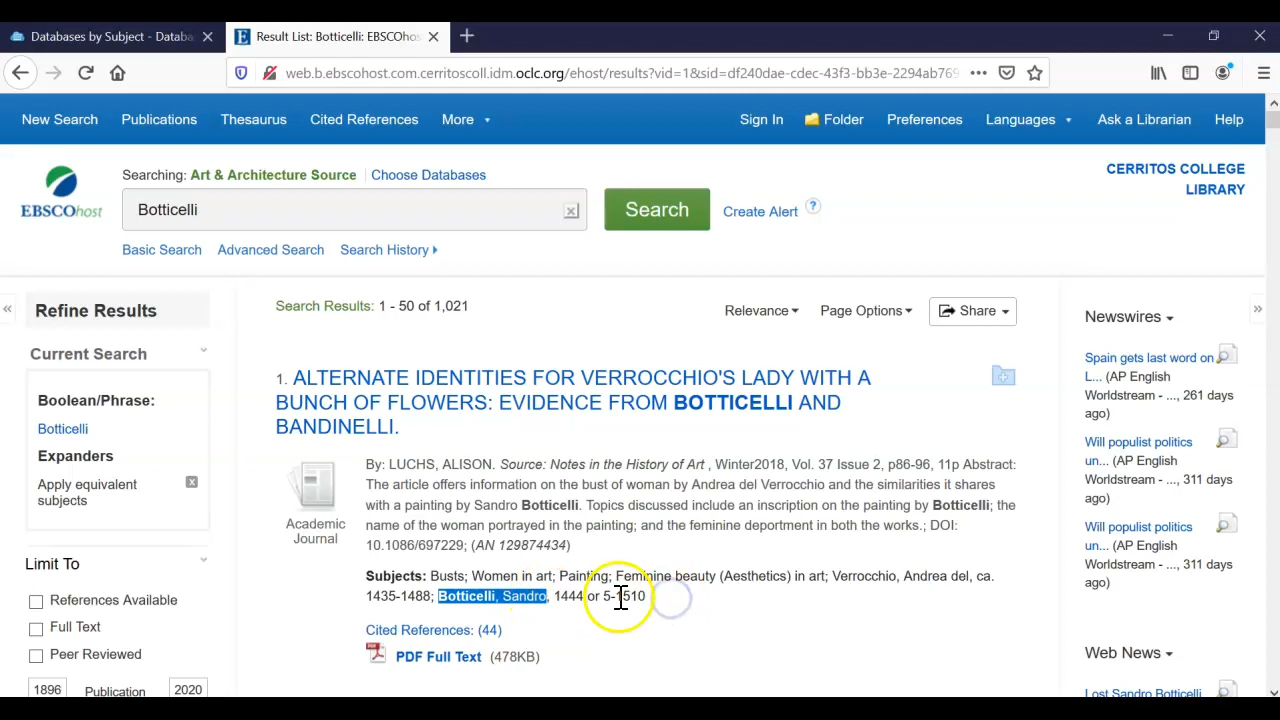 Databases by Subject - Databa
Result List: Botticelli: EBSCOhos
web.b.ebscohost.com.cerritoscoll.idm.oclc.org/ehost/results?vid=1&sid=df240dae-cdec-43f3-bb3e-2294ab769
New Search Publications Thesaurus Cited References More Sign In Folder Preferences Languages Ask a Librarian Help
Searching: Art & Architecture Source Choose Databases
CERRITOS COLLEGE
LIBRARY
EBSCOhost
Botticelli
Search
Create Alert ?
Basic Search Advanced Search Search History
« Refine Results
Current Search
Boolean/Phrase:
Botticelli
Expanders
Apply equivalent
subjects
x
Limit To
References Available
Full Text
Peer Reviewed
1896 Publication 2020
Search Results: 1 - 50 of 1,021
Relevance Page Options Share
1. ALTERNATE IDENTITIES FOR VERROCCHIO'S LADY WITH A
BUNCH OF FLOWERS: EVIDENCE FROM BOTTICELLI AND
BANDINELLI.
Academic
Journal
By: LUCHS, ALISON. Source: Notes in the History of Art , Winter2018, Vol. 37 Issue 2, p86-96, 11p Abstract:
The article offers information on the bust of woman by Andrea del Verrocchio and the similarities it shares
with a painting by Sandro Botticelli. Topics discussed include an inscription on the painting by Botticelli; the
name of the woman portrayed in the painting; and the feminine deportment in both the works.; DOI:
10.1086/697229; (AN 129874434)
Subjects: Busts; Women in art; Painting; Feminine beauty (Aesthetics) in art; Verrocchio, Andrea del, ca.
1435-1488; Botticelli, Sandro, 1444 or 5-1510
Cited References: (44)
PDF Full Text (478KB)
Newswires
»
Spain gets last word on
L... (AP English
Worldstream - ..., 261 days
ago)
Will populist politics
un... (AP English
Worldstream - ..., 311 days
ago)
Will populist politics
un... (AP English
Worldstream - ..., 311 days
ago)
Web News
Lost Sandro Botticelli